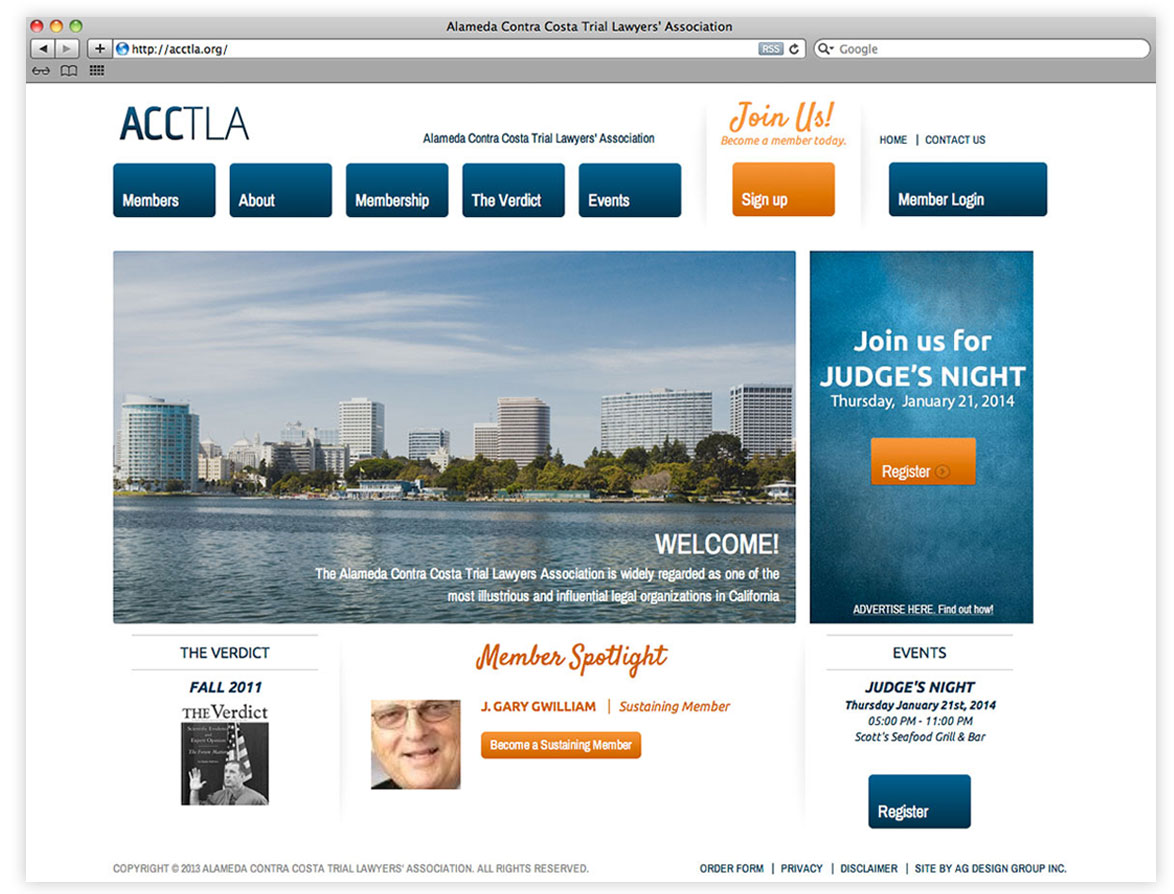 Alameda Contra Costa Trial Lawyers' Association
http://acctla.org/
RSS
Google
ACCTLA
Alameda Contra Costa Trial Lawyers' Association
Join Us!
Become a member today.
HOME | CONTACT US
Members
About
Membership
The Verdict
Events
Sign up
Member Login
Join us for
JUDGE'S NIGHT
Thursday, January 21, 2014
Register
WELCOME!
The Alameda Contra Costa Trial Lawyers Association is widely regarded as one of the
most illustrious and influential legal organizations in California
ADVERTISE HERE. Find out how!
THE VERDICT
FALL 2011
THE Verdict
Scientific Evidence
and
Expert Opinion
Member Spotlight
J. GARY GWILLIAM | Sustaining Member
Become a Sustaining Member
EVENTS
JUDGE'S NIGHT
Thursday January 21st, 2014
05:00 PM - 11:00 PM
Scott's Seafood Grill & Bar
Register
COPYRIGHT © 2013 ALAMEDA CONTRA COSTA TRIAL LAWYERS' ASSOCIATION. ALL RIGHTS RESERVED.
ORDER FORM | PRIVACY | DISCLAIMER | SITE BY AG DESIGN GROUP INC.